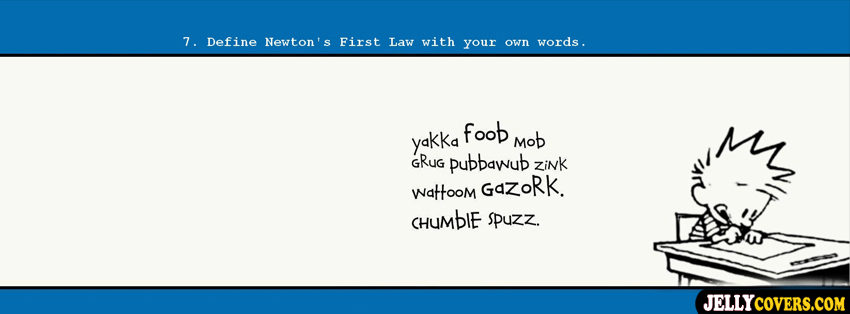 7. Define Newton's First Law with your own words.
yakka foob mob
GRUG pubbawub zink
wattoom GazoRK.
CHUMblE spuzz.
JELLYCOVERS.COM